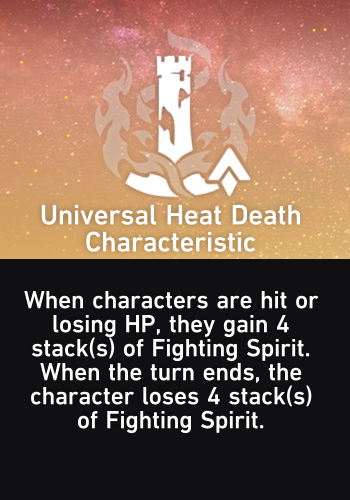 Universal Heat Death
Characteristic
When characters are hit or
losing HP, they gain 4
stack(s) of Fighting Spirit.
When the turn ends, the
character loses 4 stack(s)
of Fighting Spirit.